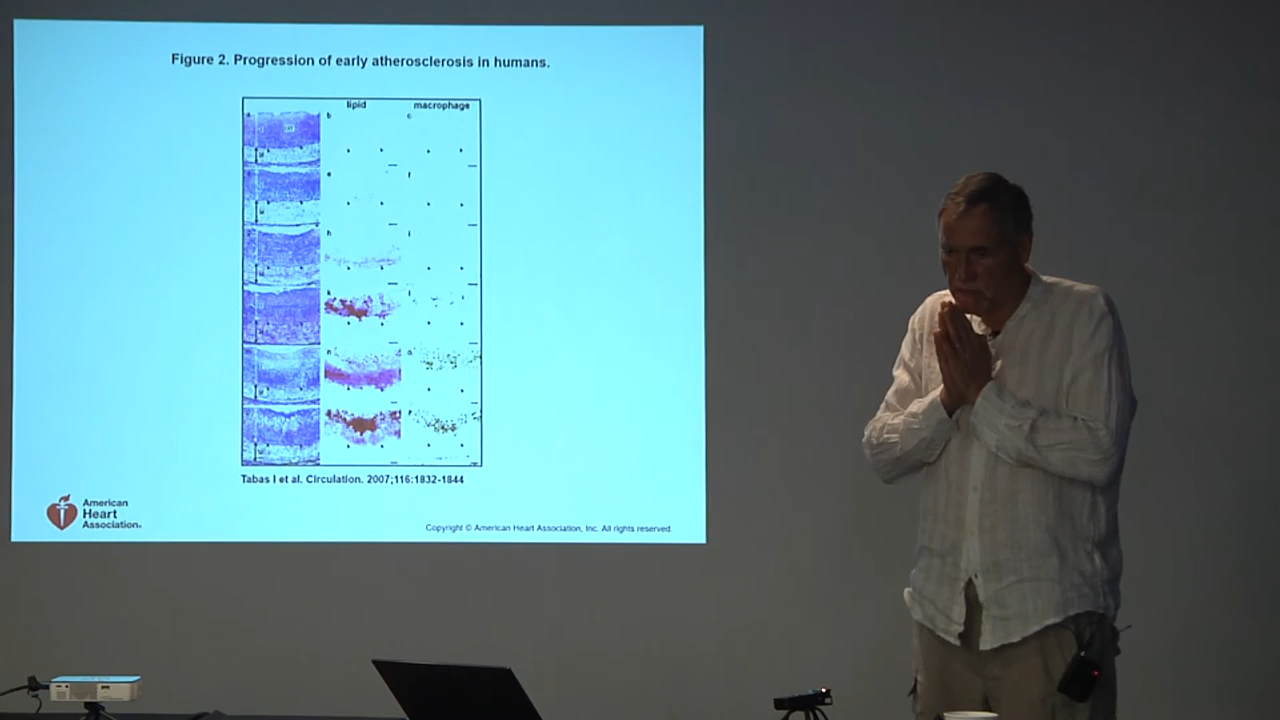 Figure 2. Progression of early atherosclerosis in humans.
lipid macrophage
b c
e f
h
n
Tabas I et al. Circulation. 2007;116:1832-1844
American
Heart
Association.
Copyright © American Heart Association, Inc. All rights reserved.